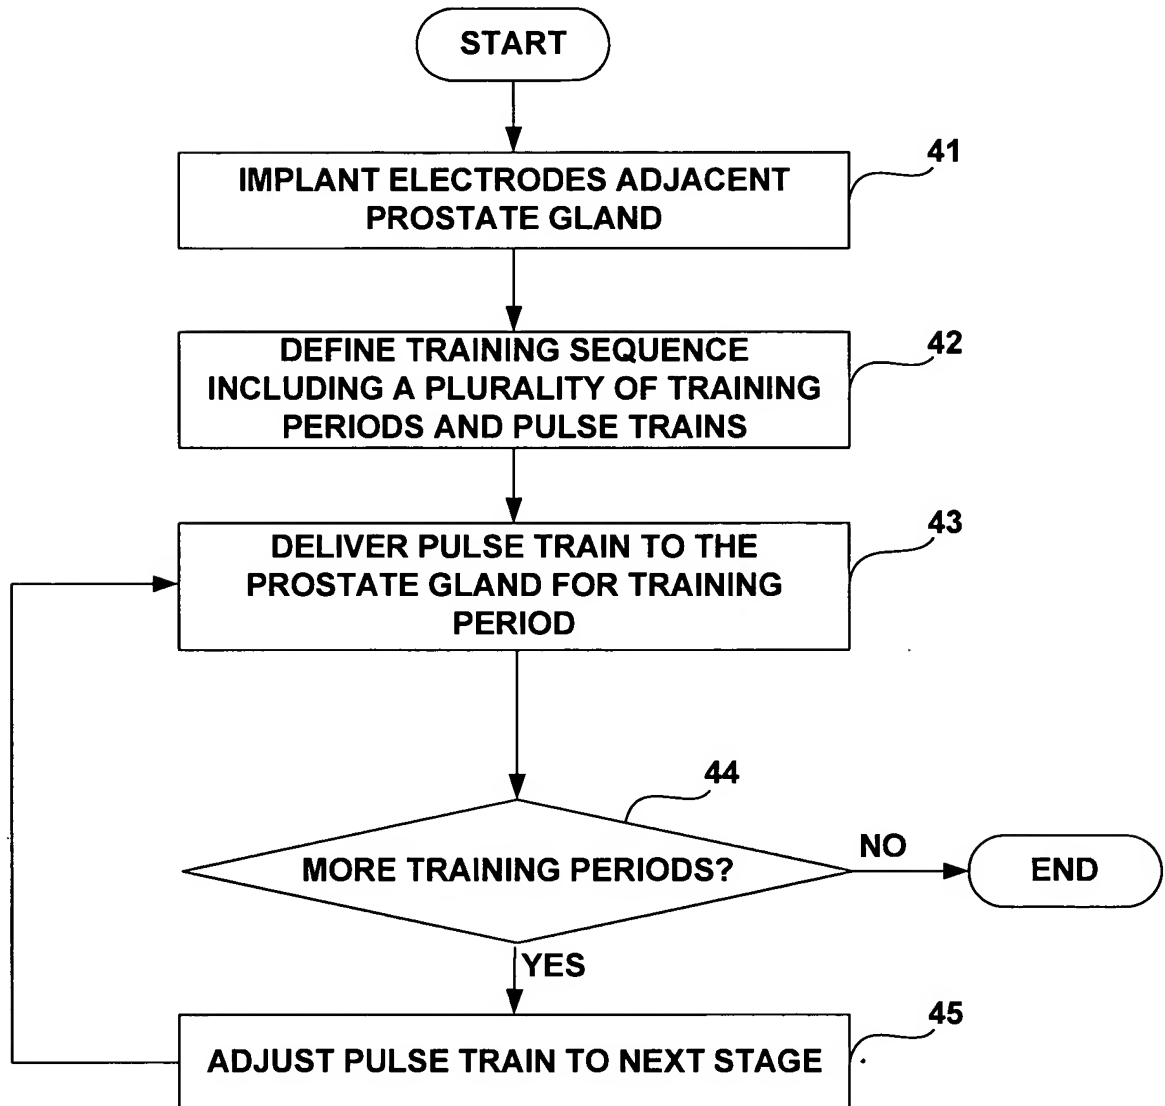 START
IMPLANT ELECTRODES ADJACENT
PROSTATE GLAND
41
DEFINE TRAINING SEQUENCE
INCLUDING A PLURALITY OF TRAINING
PERIODS AND PULSE TRAINS
42
DELIVER PULSE TRAIN TO THE
PROSTATE GLAND FOR TRAINING
PERIOD
43
44
MORE TRAINING PERIODS?
NO
END
YES
45
ADJUST PULSE TRAIN TO NEXT STAGE